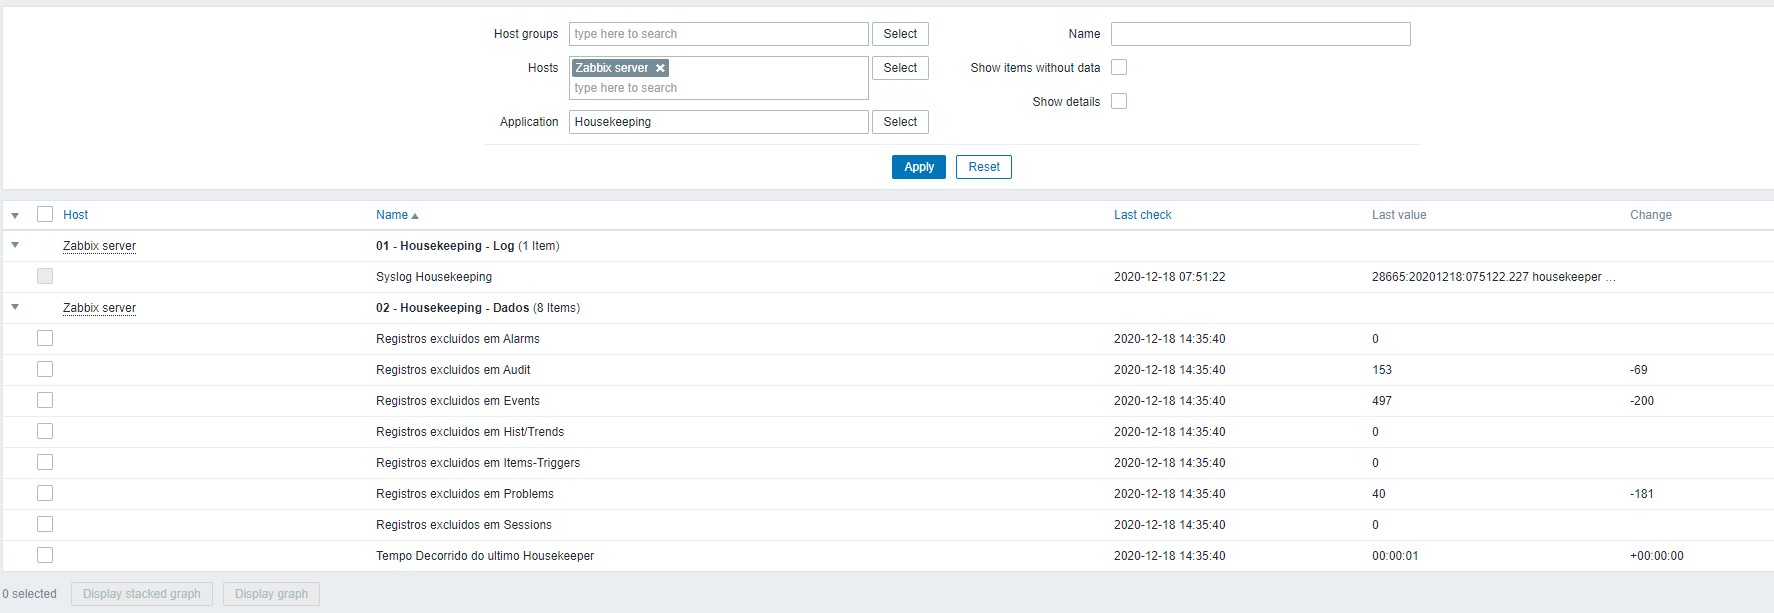 Host groups type here to search Select Name
Hosts Zabbix server ✖ Select Show items without data
type here to search
Show details
Application Housekeeping Select
Apply Reset
▼ Host Name ▲ Last check Last value Change
▼ Zabbix server 01 - Housekeeping - Log (1 Item)
Syslog Housekeeping 2020-12-18 07:51:22 28665:20201218:075122.227 housekeeper ...
▼ Zabbix server 02 - Housekeeping - Dados (8 Items)
Registros excluidos em Alarms 2020-12-18 14:35:40 0
Registros excluidos em Audit 2020-12-18 14:35:40 153 -69
Registros excluidos em Events 2020-12-18 14:35:40 497 -200
Registros excluidos em Hist/Trends 2020-12-18 14:35:40 0
Registros excluidos em Items-Triggers 2020-12-18 14:35:40 0
Registros excluidos em Problems 2020-12-18 14:35:40 40 -181
Registros excluidos em Sessions 2020-12-18 14:35:40 0
Tempo Decorrido do ultimo Housekeeper 2020-12-18 14:35:40 00:00:01 +00:00:00
0 selected Display stacked graph Display graph